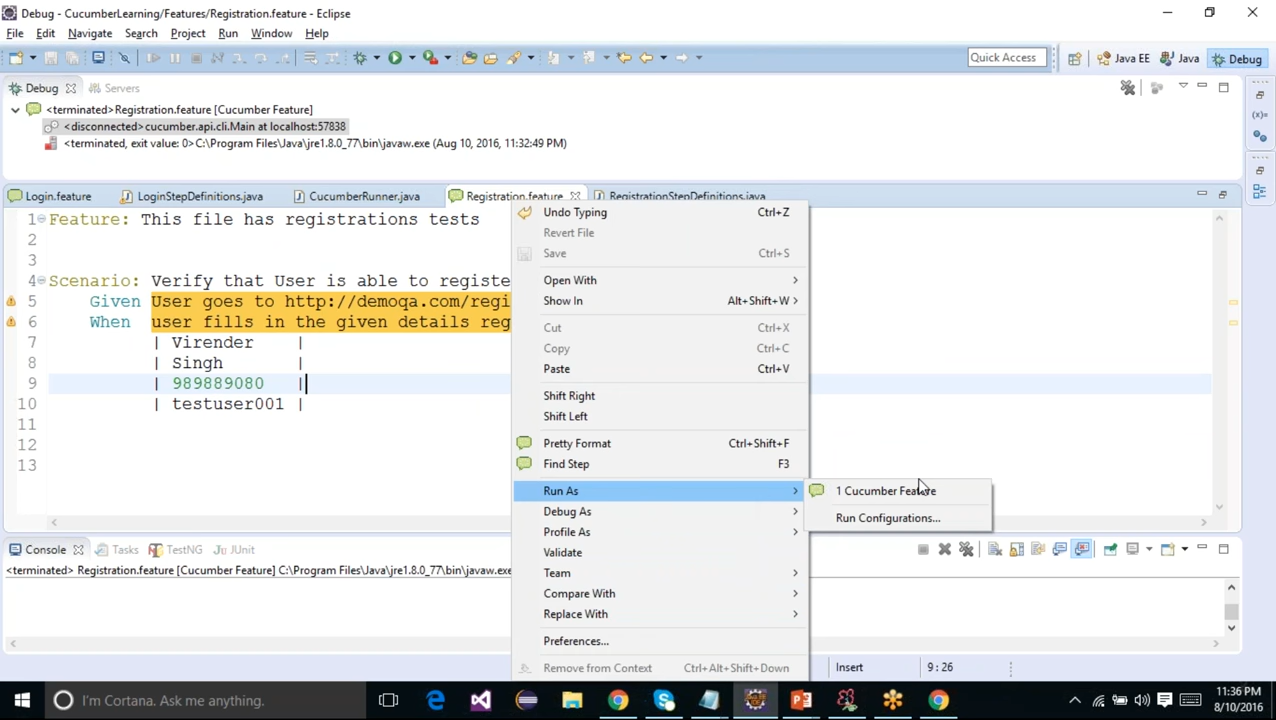 Debug - CucumberLearning/Features/Registration.feature - Eclipse
File Edit Navigate Search Project Run Window Help
Quick Access Java EE Java Debug
Debug Servers
<terminated>Registration.feature [Cucumber Feature]
<disconnected>cucumber.api.cli.Main at localhost:57838
<terminated, exit value: 0>C:\Program Files\Java\jre1.8.0_77\bin\javaw.exe (Aug 10, 2016, 11:32:49 PM)
Login.feature LoginStepDefinitions.java CucumberRunner.java Registration.feature RegistrationStepDefinitions.java
1 Feature: This file has registrations tests
2
3
4 Scenario: Verify that User is able to registe
5 Given User goes to http://demoqa.com/regi
6 When user fills in the given details reg
7 | Virender |
8 | Singh |
9 | 989889080 |
10 | testuser001 |
11
12
13
Undo Typing Ctrl+Z
Revert File
Save Ctrl+S
Open With
Show In Alt+Shift+W
Cut Ctrl+X
Copy Ctrl+C
Paste Ctrl+V
Shift Right
Shift Left
Pretty Format Ctrl+Shift+F
Find Step F3
Run As
Debug As
Profile As
Validate
Team
Compare With
Replace With
Preferences...
Remove from Context Ctrl+Alt+Shift+Down
1 Cucumber Feature
Run Configurations...
Console Tasks TestNG JUnit
<terminated> Registration.feature [Cucumber Feature] C:\Program Files\Java\jre1.8.0_77\bin\javaw.exe
Insert 9 : 26
I'm Cortana. Ask me anything.
11:36 PM
8/10/2016